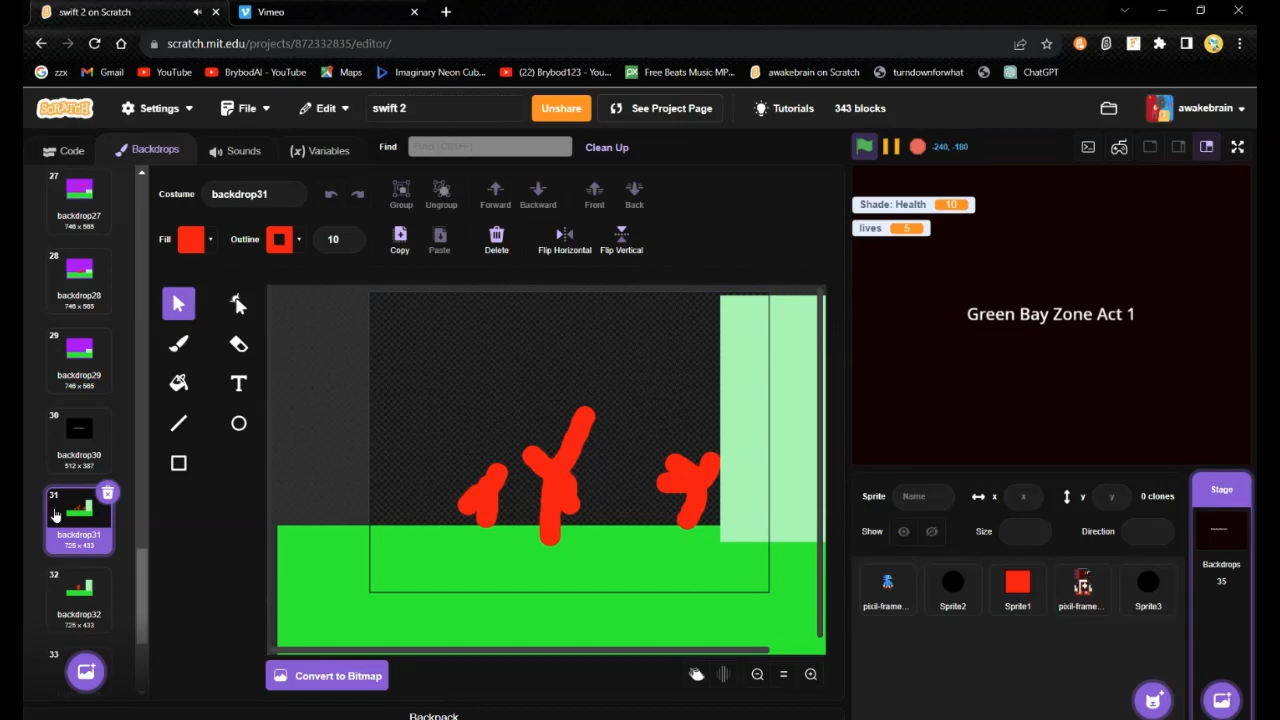 swift 2 on Scratch
Vimeo
scratch.mit.edu/projects/872332835/editor/
zzx
Gmail
YouTube
BrybodAI - YouTube
Maps
Imaginary Neon Cub...
(22) Brybod123 - You...
Free Beats Music MP...
awakebrain on Scratch
turndownforwhat
ChatGPT
SCRATCH
Settings
File
Edit
swift 2
Unshare
See Project Page
Tutorials
343 blocks
awakebrain
Code
Backdrops
Sounds
(x) Variables
Find
Find (Ctrl+F)
Clean Up
-240, -180
27
backdrop27
746 x 565
28
backdrop28
746 x 565
29
backdrop29
746 x 565
30
backdrop30
512 x 387
31
backdrop31
725 x 433
32
backdrop32
725 x 433
33
Costume
backdrop31
Group
Ungroup
Forward
Backward
Front
Back
Fill
Outline
10
Copy
Paste
Delete
Flip Horizontal
Flip Vertical
T
Convert to Bitmap
Backpack
Shade: Health 10
lives 5
Green Bay Zone Act 1
Sprite
Name
x
x
y
y
0 clones
Show
Size
Direction
pixil-frame...
Sprite2
Sprite1
pixil-frame...
Sprite3
Stage
Backdrops
35